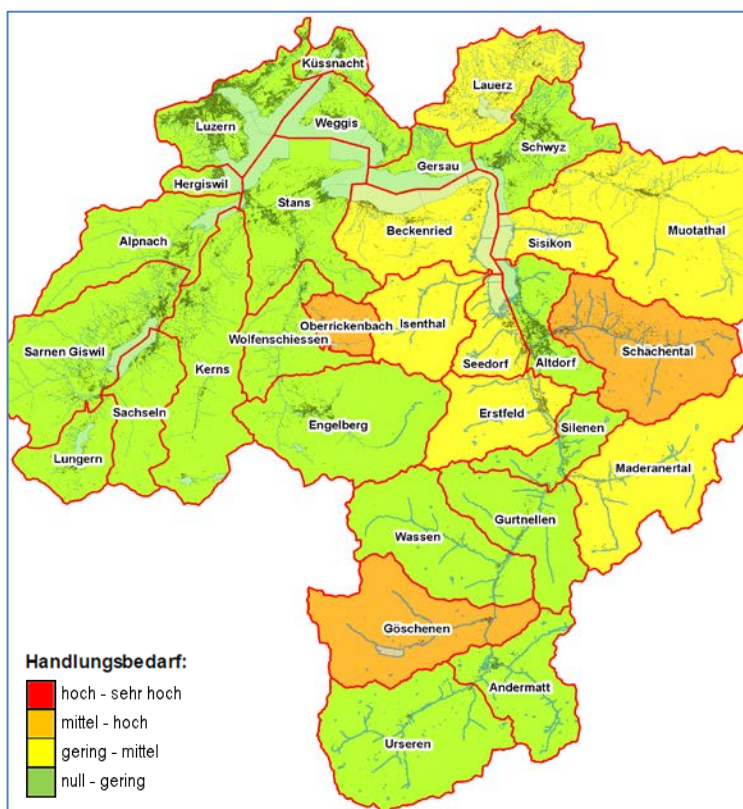 Küssnacht
Lauerz
Luzern
Weggis
Schwyz
Gersau
Hergiswil
Stans
Muotathal
Beckenried
Sisikon
Alpnach
Oberrickenbach
Isenthal
Wolfenschiessen
Schächental
Sarnen Giswil
Seedorf
Altdorf
Kerns
Erstfeld
Sachseln
Engelberg
Silenen
Lungern
Maderanertal
Gurtnellen
Wassen
Göschenen
Andermatt
Urseren
Handlungsbedarf:
hoch - sehr hoch
mittel - hoch
gering - mittel
null - gering